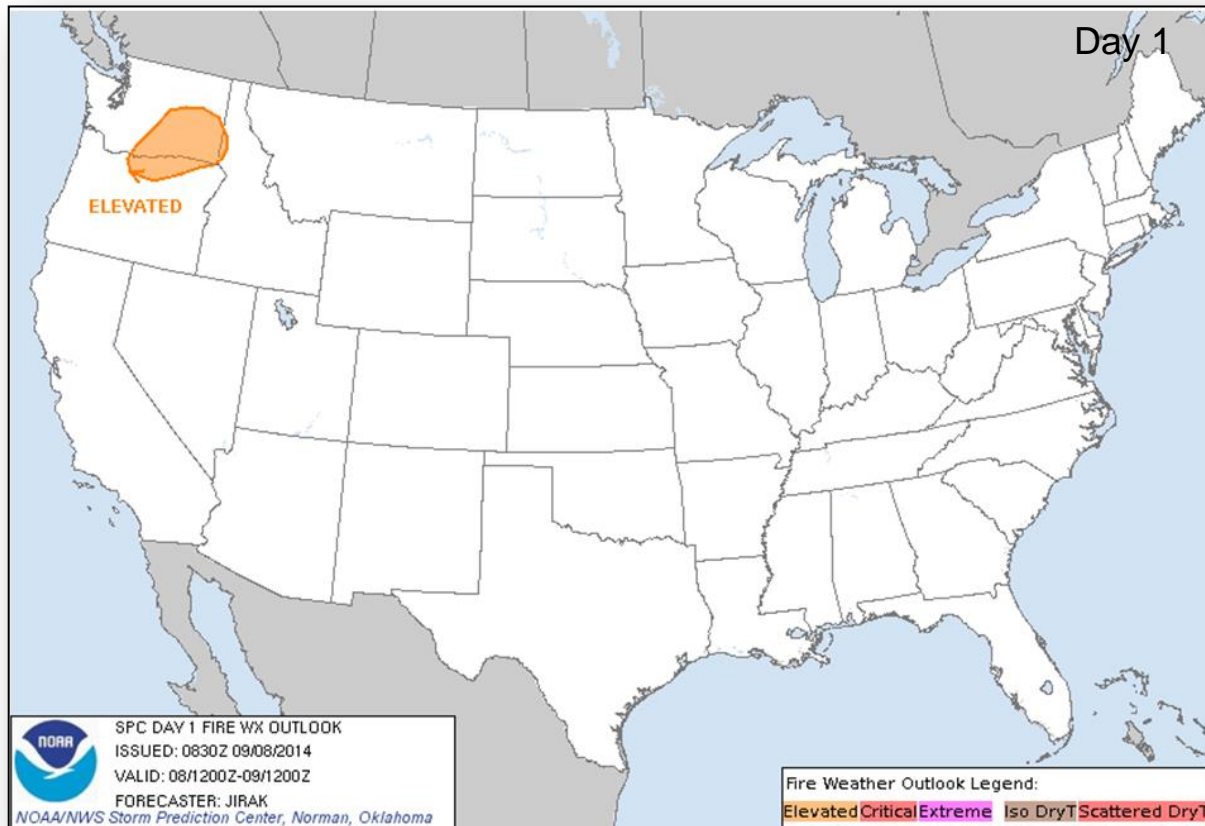 Day 1
ELEVATED
NOAA
SPC DAY 1 FIRE WX OUTLOOK
ISSUED: 0830Z 09/08/2014
VALID: 08/1200Z-09/1200Z
FORECASTER: JIRAK
NOAA/NWS Storm Prediction Center, Norman, Oklahoma
Fire Weather Outlook Legend:
Elevated Critical Extreme Iso DryT Scattered DryT